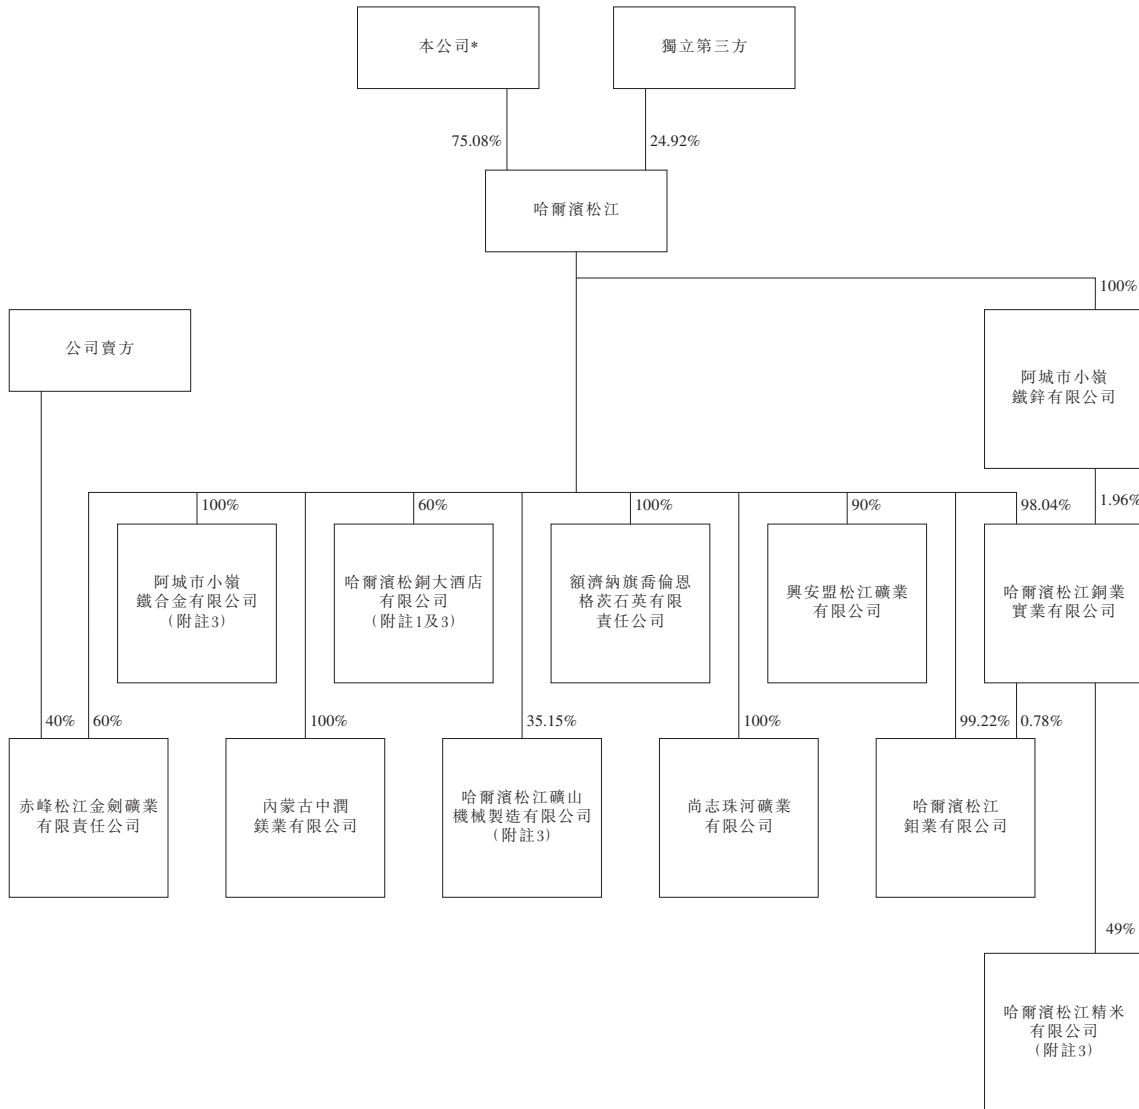 本公司*
獨立第三方
75.08%
24.92%
哈爾濱松江
100%
公司賣方
阿城市小嶺
鐵鋅有限公司
100%
60%
100%
90%
98.04%
1.96%
阿城市小嶺
鐵合金有限公司
(附註3)
哈爾濱松銅大酒店
有限公司
(附註1及3)
額濟納旗喬倫恩
格茨石英有限
責任公司
興安盟松江礦業
有限公司
哈爾濱松江銅業
實業有限公司
40%
60%
100%
35.15%
100%
99.22%
0.78%
赤峰松江金劍礦業
有限責任公司
內蒙古中潤
鎂業有限公司
哈爾濱松江礦山
機械製造有限公司
(附註3)
尚志珠河礦業
有限公司
哈爾濱松江
鉬業有限公司
49%
哈爾濱松江精米
有限公司
(附註3)